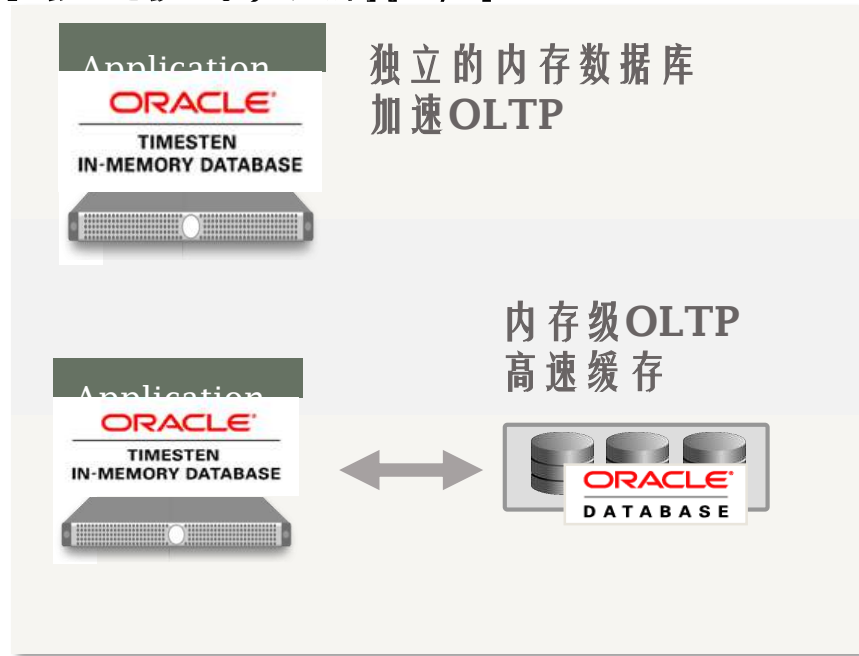 Application
ORACLE
TIMESTEN
IN-MEMORY DATABASE
独立的内存数据库
加速OLTP
内存级OLTP
高速缓存
Application
ORACLE
TIMESTEN
IN-MEMORY DATABASE
ORACLE
DATABASE